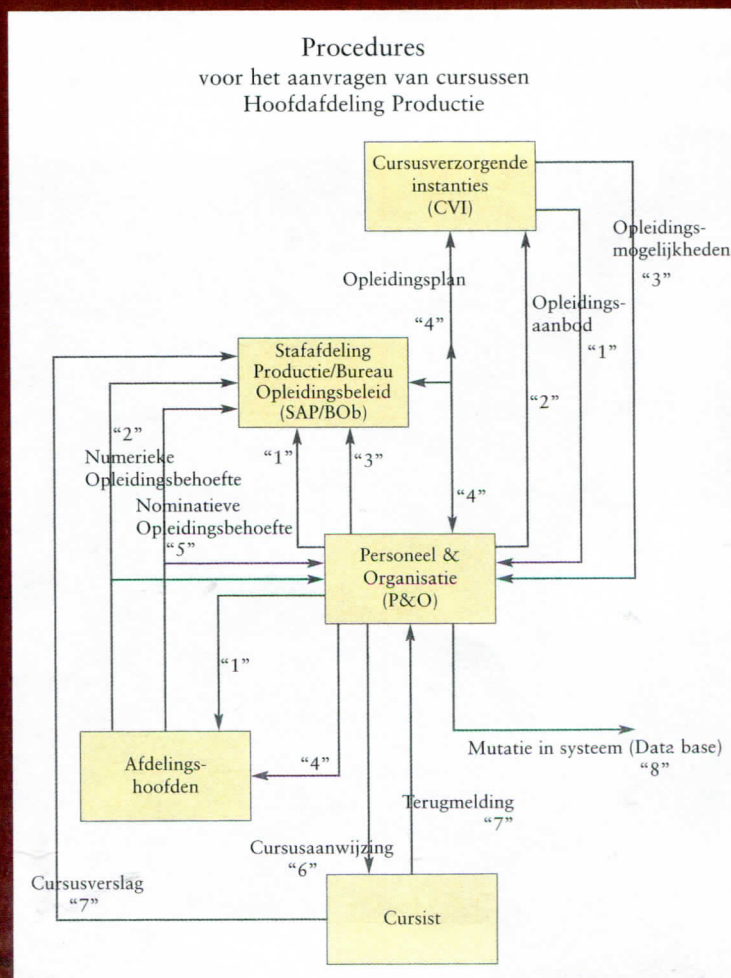 Procedures
voor het aanvragen van cursussen
Hoofdafdeling Productie
Cursusverzorgende
instanties
(CVI)
Opleidings-
mogelijkheden
“3”
Opleidingsplan
“4”
Opleidings-
aanbod
“1”
“2”
Stafafdeling
Productie/Bureau
Opleidingsbeleid
(SAP/BOb)
“2”
Numerieke
Opleidingsbehoefte
“1”
“3”
“4”
Nominatieve
Opleidingsbehoefte
“5”
Personeel &
Organisatie
(P&O)
“1”
Afdelings-
hoofden
“4”
Mutatie in systeem (Data base)
“8”
Terugmelding
“7”
Cursusaanwijzing
“6”
Cursusverslag
“7”
Cursist